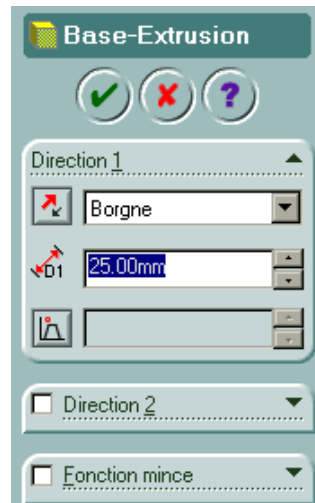 Base-Extrusion
?
Direction 1
Borgne
D1
25.00mm
Direction 2
Fonction mince